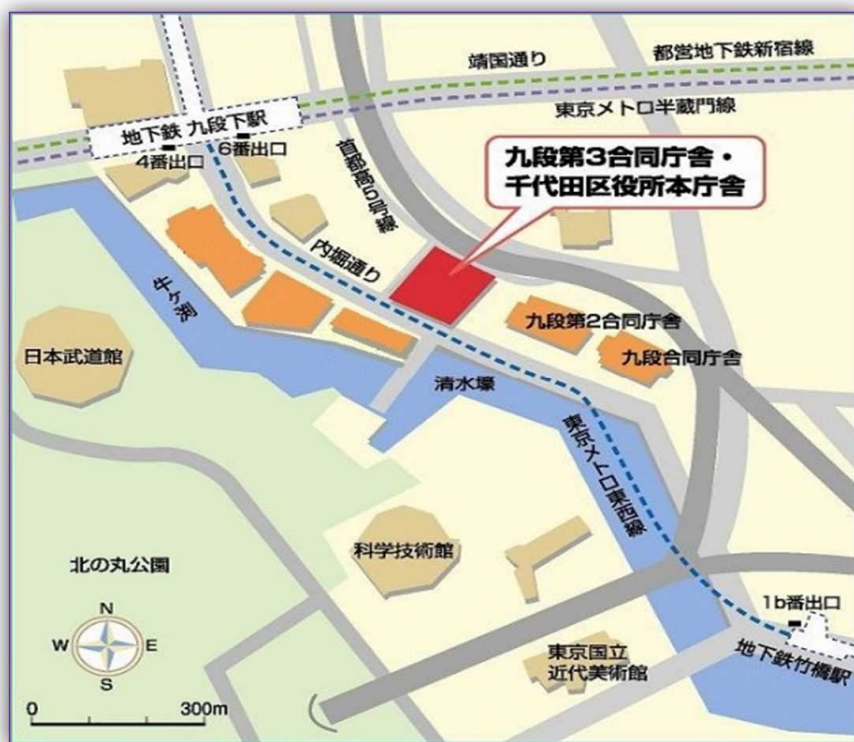 都営地下鉄新宿線
靖国通り
東京メトロ半蔵門線
地下鉄 九段下駅
4番出口
6番出口
首都高5号線
九段第3合同庁舎・
千代田区役所本庁舎
内堀通り
牛ヶ淵
九段第2合同庁舎
日本武道館
九段合同庁舎
清水壕
東京メトロ東西線
科学技術館
北の丸公園
1b番出口
N
W
E
S
東京国立
近代美術館
地下鉄竹橋駅
0
300m